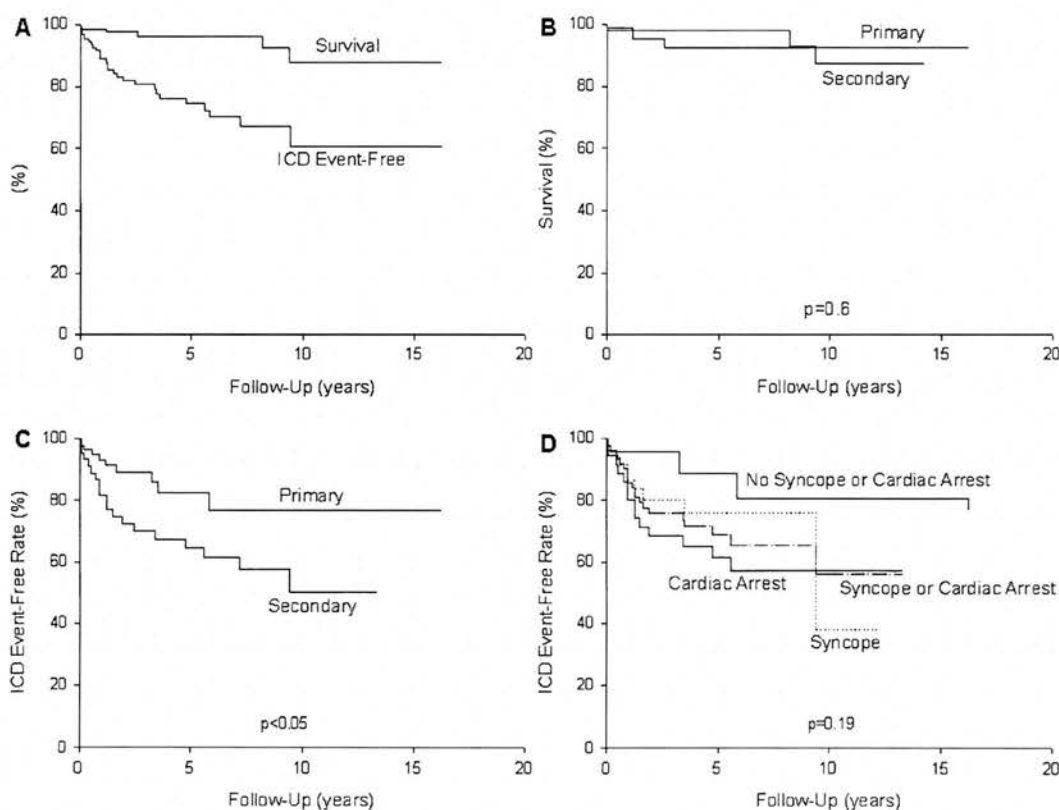 A
100
80
60
40
20
0
(%)
Survival
ICD Event-Free
0 5 10 15 20
Follow-Up (years)
B
100
80
60
40
20
0
Survival (%)
Primary
Secondary
p=0.6
0 5 10 15 20
Follow-Up (years)
C
100
80
60
40
20
0
ICD Event-Free Rate (%)
Primary
Secondary
p<0.05
0 5 10 15 20
Follow-Up (years)
D
100
80
60
40
20
0
ICD Event-Free Rate (%)
No Syncope or Cardiac Arrest
Cardiac Arrest
Syncope or Cardiac Arrest
Syncope
p=0.19
0 5 10 15 20
Follow-Up (years)